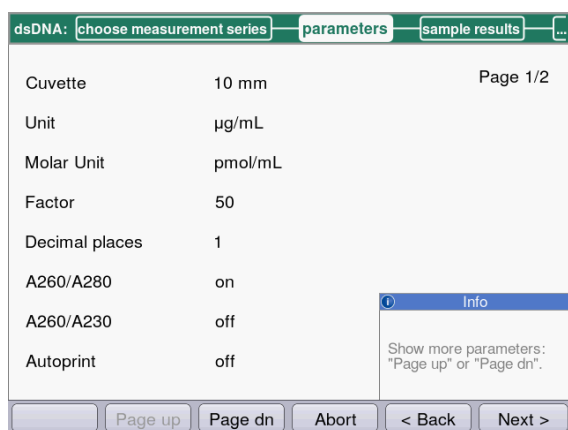 dsDNA: choose measurement series parameters sample results ...
Page 1/2
Cuvette 10 mm
Unit µg/mL
Molar Unit pmol/mL
Factor 50
Decimal places 1
A260/A280 on
A260/A230 off
Autoprint off
Info
Show more parameters:
"Page up" or "Page dn".
Page up Page dn Abort < Back Next >